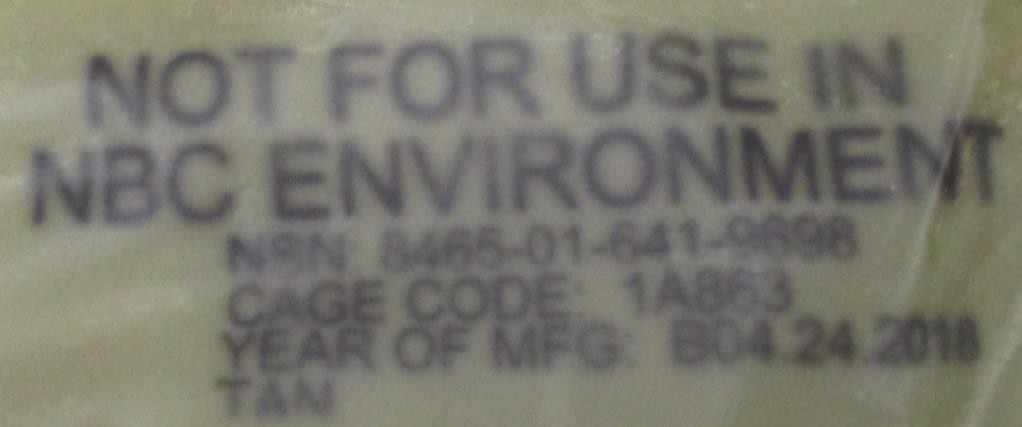 NOT FOR USE IN
NBC ENVIRONMENT
NSN: 8465-01-641-9698
CAGE CODE: 1A863
YEAR OF MFG: B04.24.2018
TAN